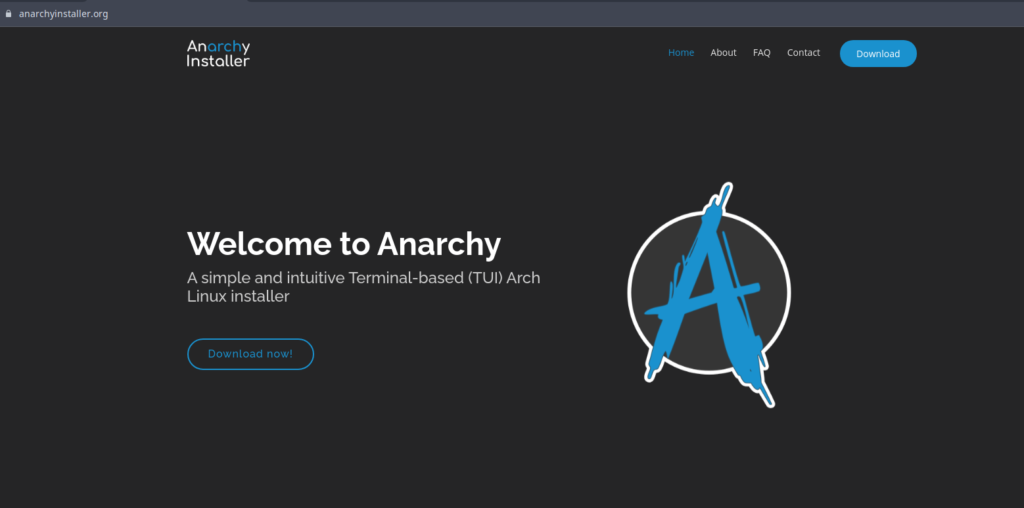 anarchyinstaller.org
Anarchy
Installer
Home About FAQ Contact Download
Welcome to Anarchy
A simple and intuitive Terminal-based (TUI) Arch
Linux installer
Download now!